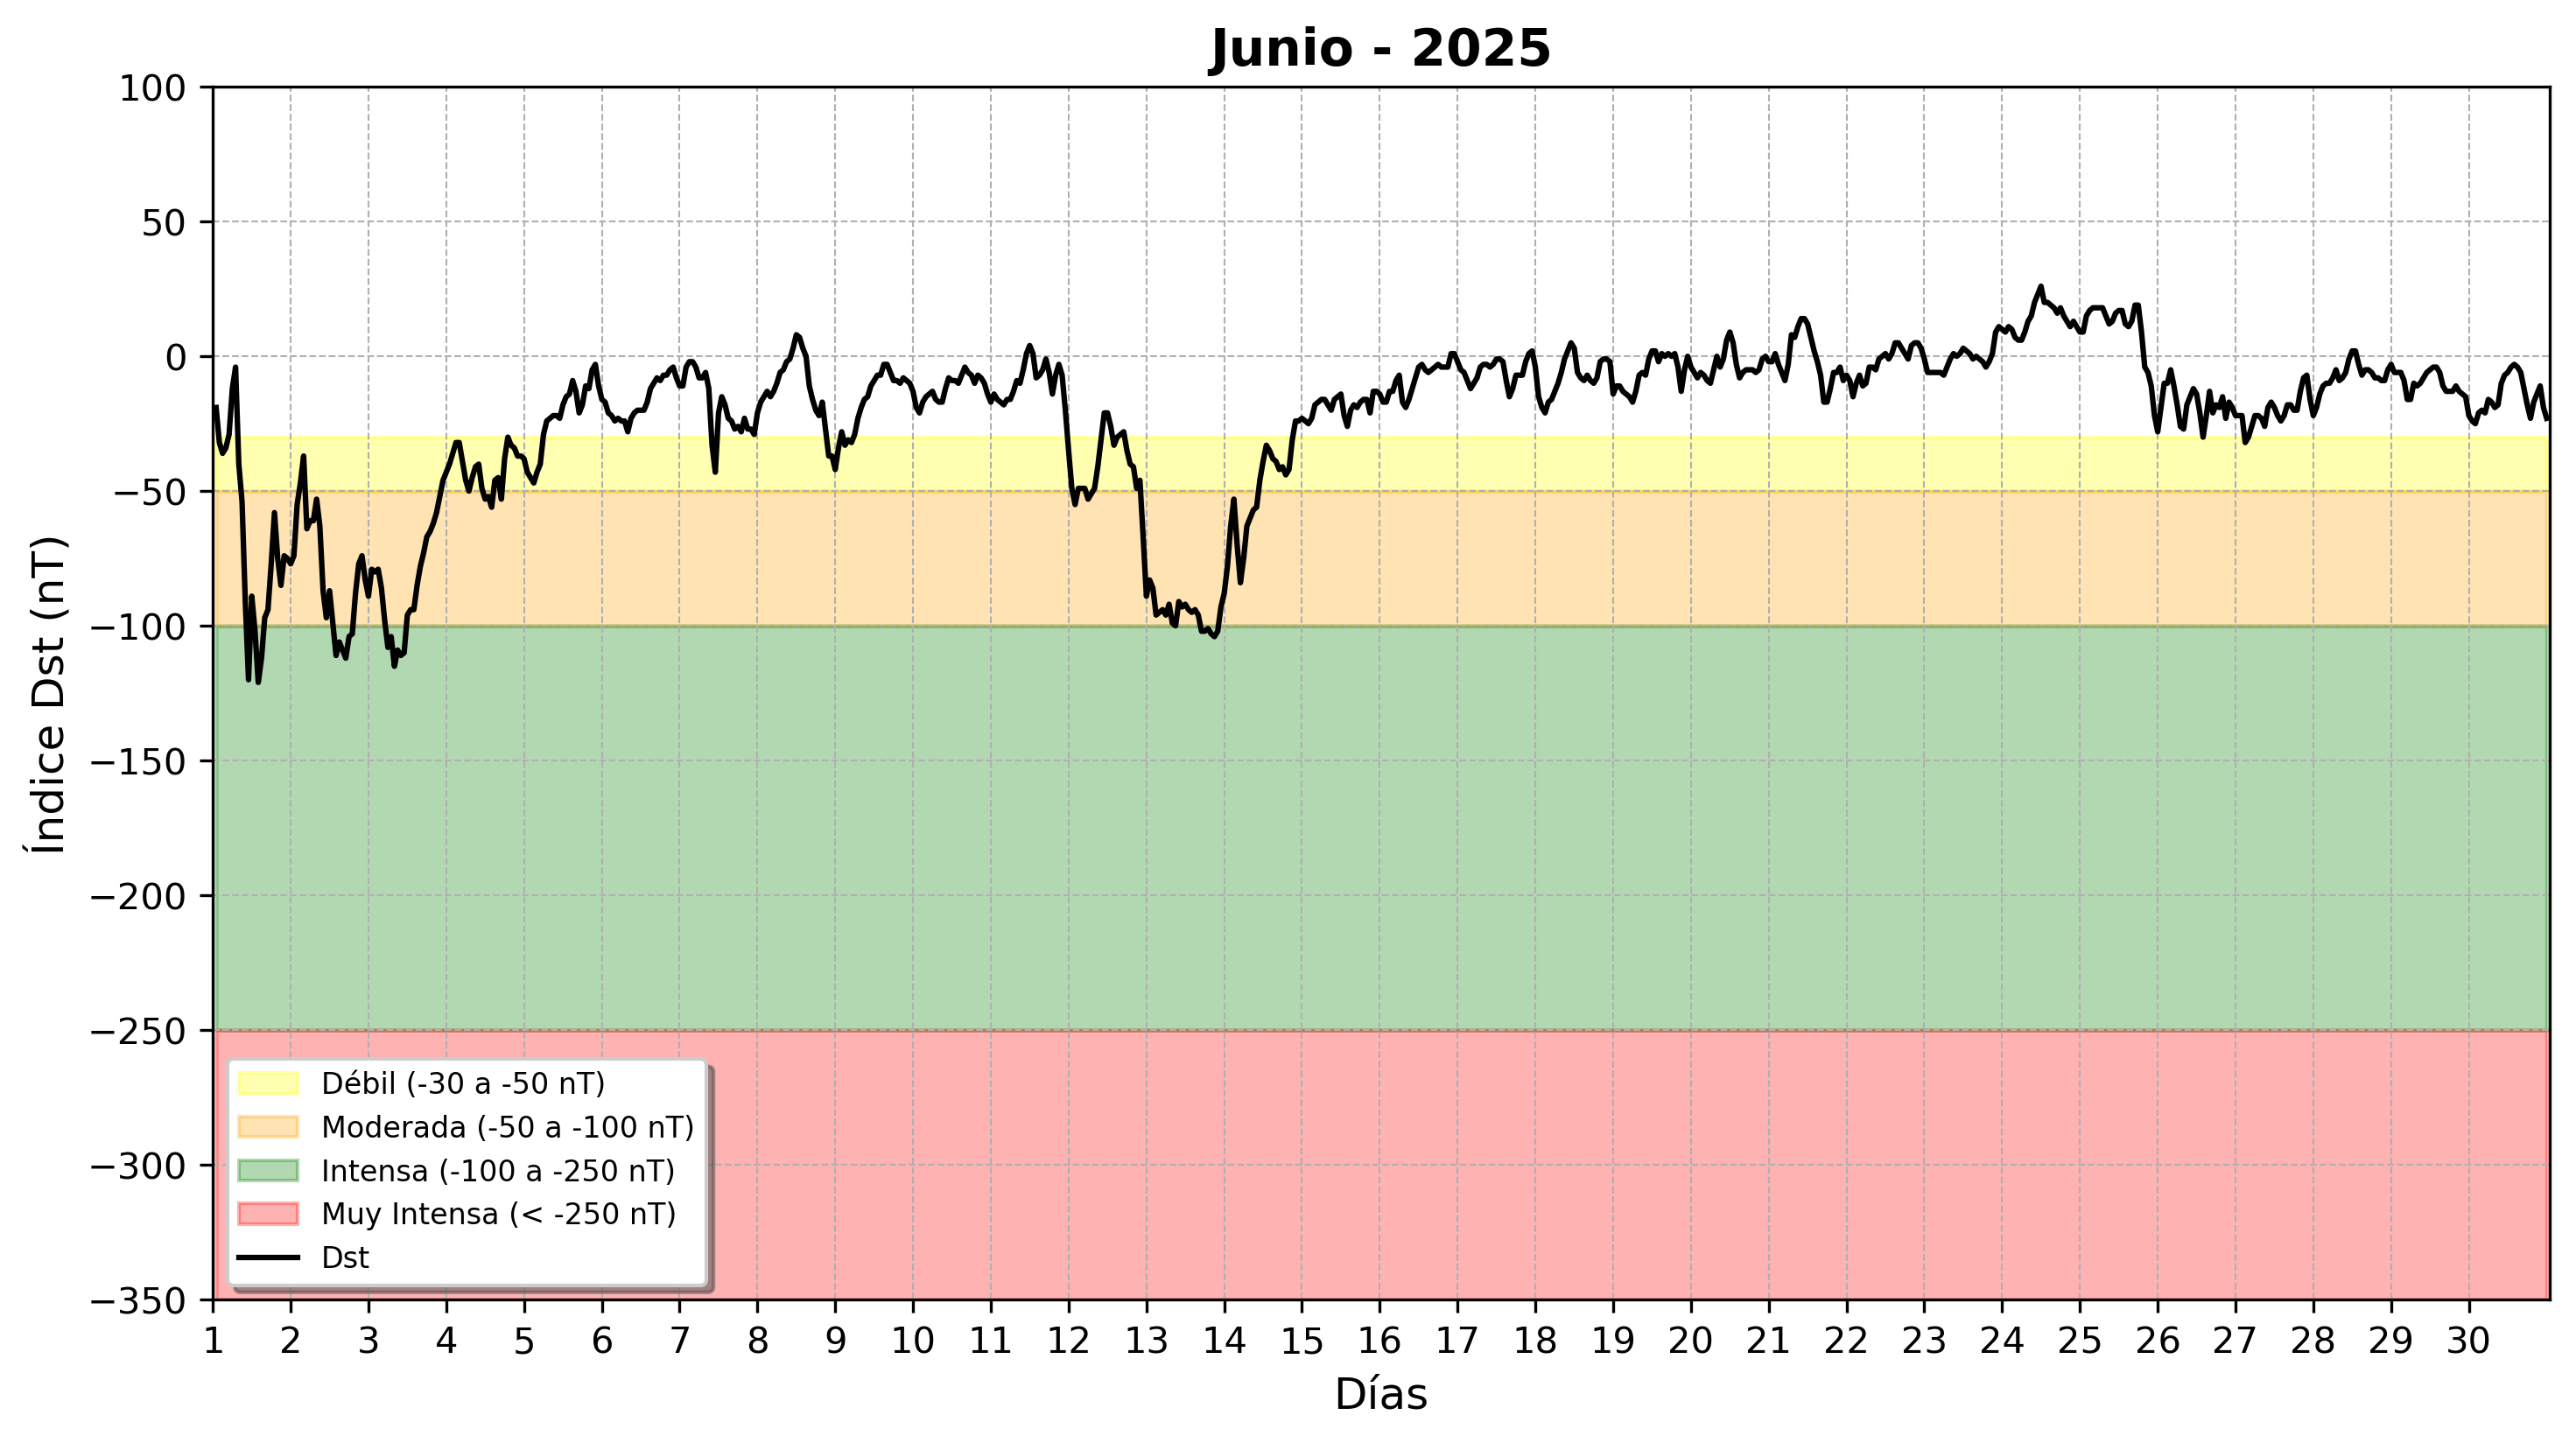 Junio - 2025
100
50
0
−50
−100
−150
−200
−250
−300
−350
Índice Dst (nT)
Débil (-30 a -50 nT)
Moderada (-50 a -100 nT)
Intensa (-100 a -250 nT)
Muy Intensa (< -250 nT)
Dst
1 2 3 4 5 6 7 8 9 10 11 12 13 14 15 16 17 18 19 20 21 22 23 24 25 26 27 28 29 30
Días